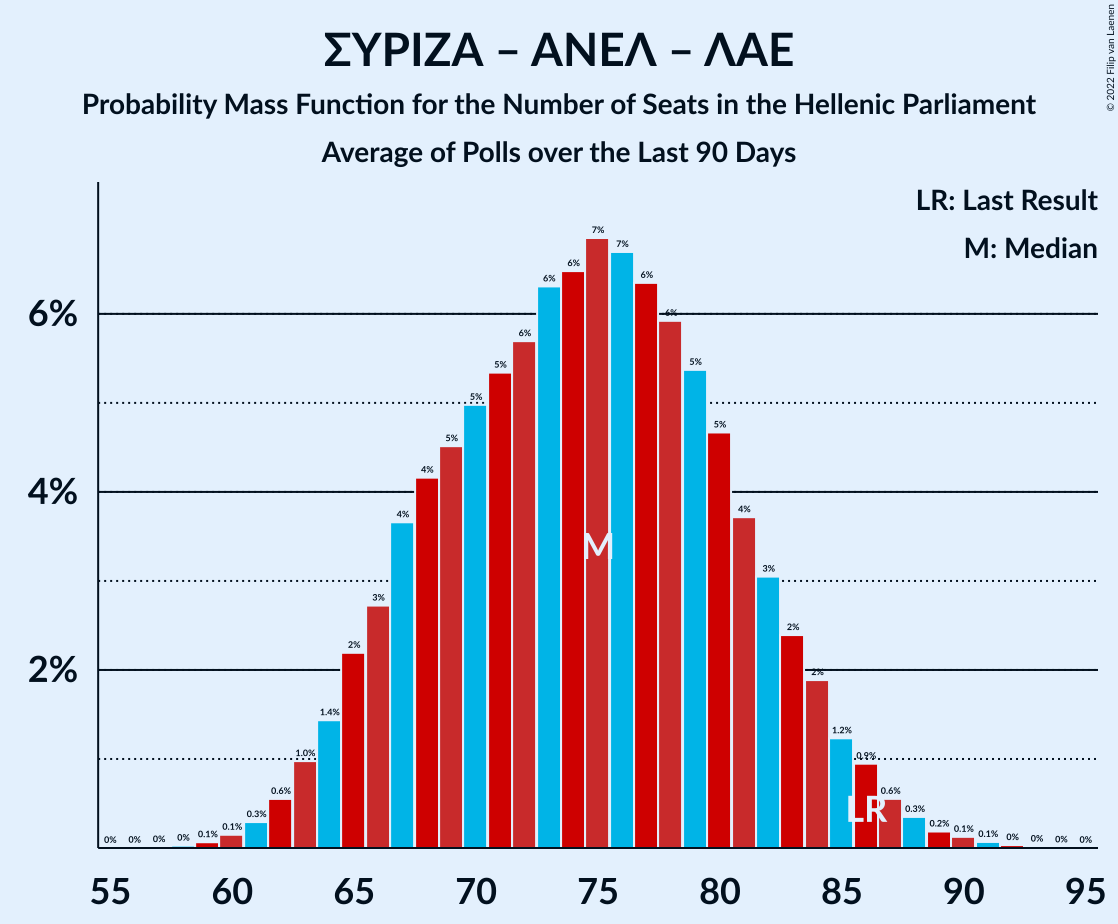 ΣΥΡΙΖΑ – ΑΝΕΛ – ΛΑΕ
Probability Mass Function for the Number of Seats in the Hellenic Parliament
Average of Polls over the Last 90 Days
© 2022 Filip van Laenen
LR: Last Result
M: Median
6%
4%
2%
0% 0% 0% 0% 0.1% 0.1% 0.3% 0.6% 1.0% 1.4% 2% 3% 4% 4% 5% 5% 5% 6% 6% 6% 7% 7% 6% 6% 5% 5% 4% 3% 2% 2% 1.2% 0.9% 0.6% 0.3% 0.2% 0.1% 0.1% 0% 0% 0% 0%
M
LR
55 60 65 70 75 80 85 90 95